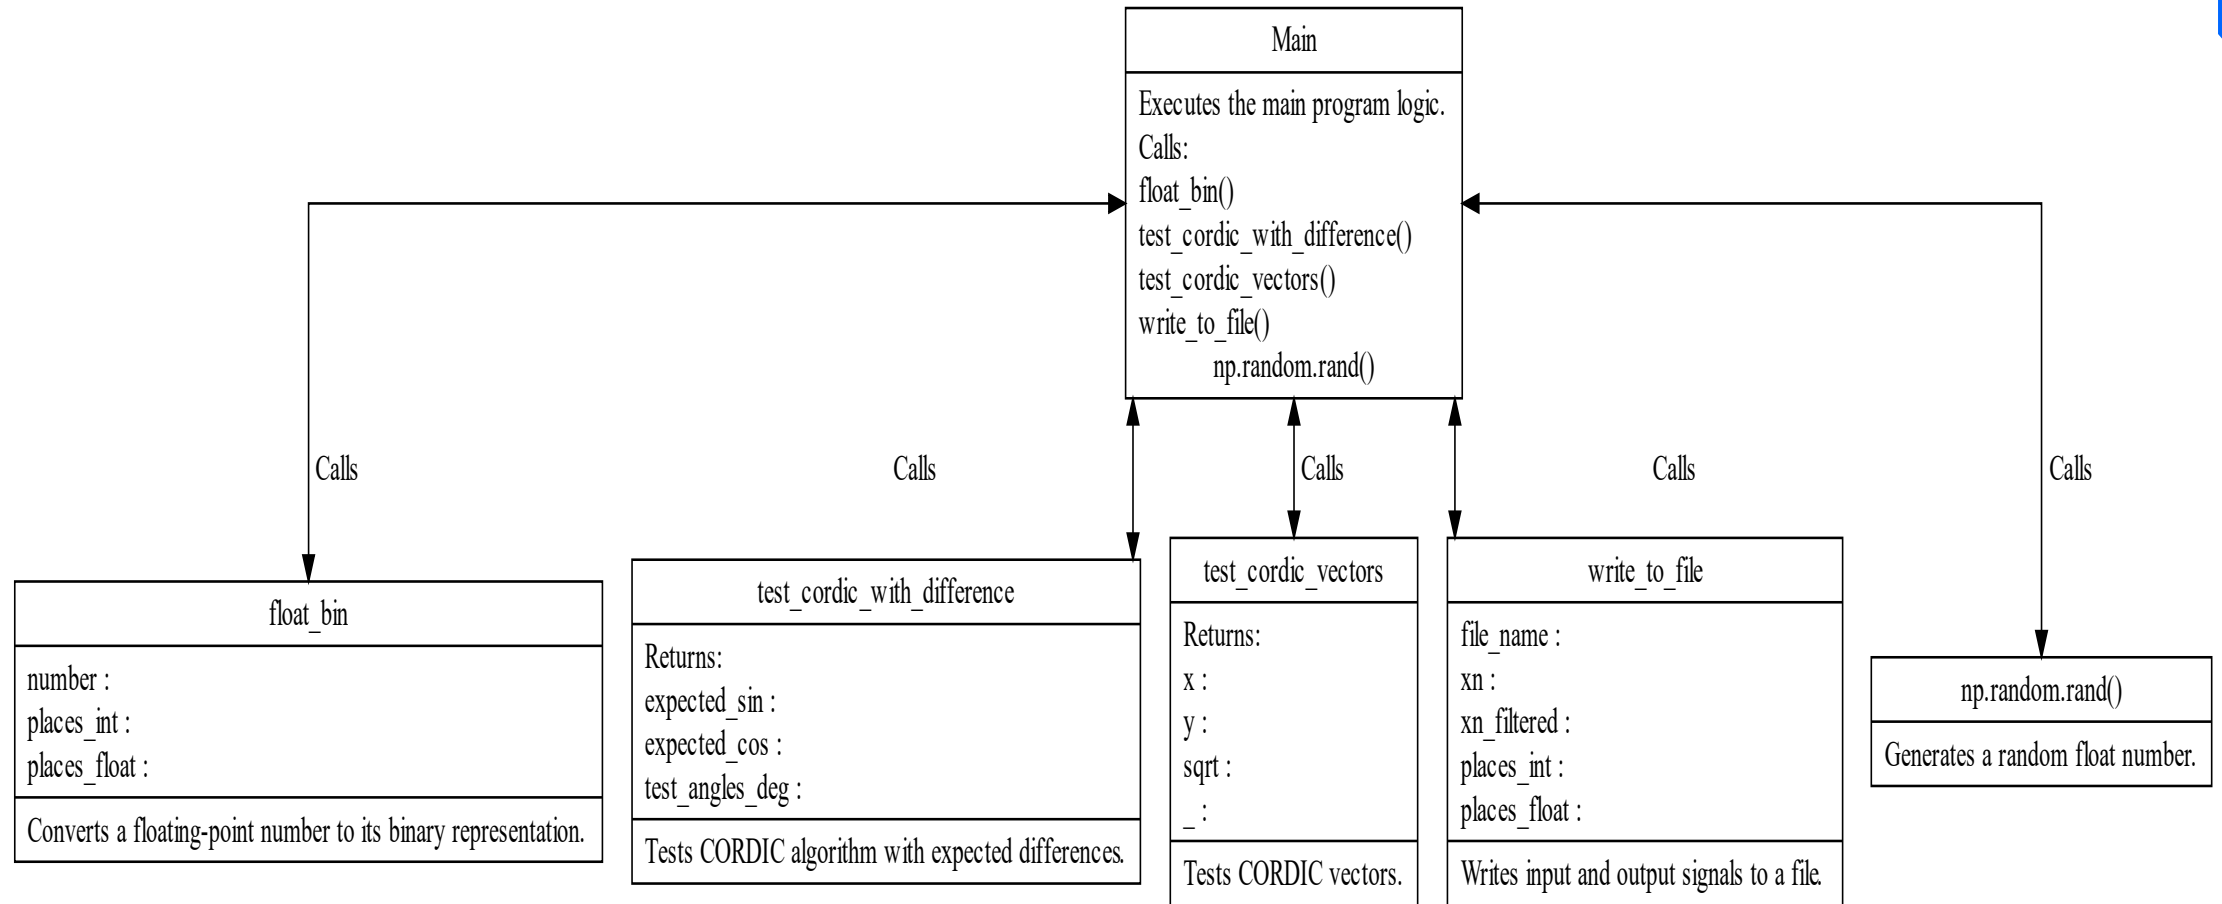 Main
Executes the main program logic.
Calls:
float_bin()
test_cordic_with_difference()
test_cordic_vectors()
write_to_file()
np.random.rand()
Calls
Calls
Calls
Calls
Calls
float_bin
number :
places_int :
places_float :
Converts a floating-point number to its binary representation.
test_cordic_with_difference
Returns:
expected_sin :
expected_cos :
test_angles_deg :
Tests CORDIC algorithm with expected differences.
test_cordic_vectors
Returns:
x :
y :
sqrt :
_ :
Tests CORDIC vectors.
write_to_file
file_name :
xn :
xn_filtered :
places_int :
places_float :
Writes input and output signals to a file.
np.random.rand()
Generates a random float number.